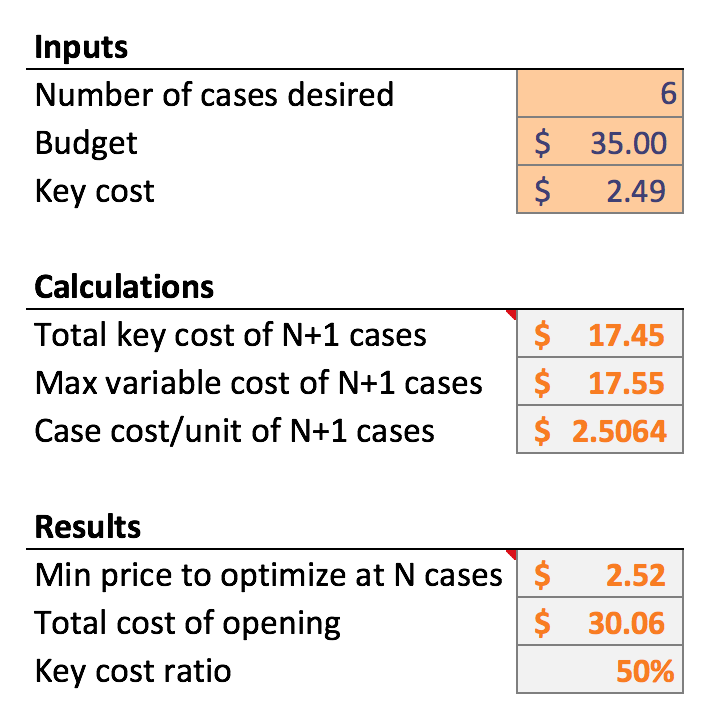 Inputs
Number of cases desired 6
Budget $ 35.00
Key cost $ 2.49
Calculations
Total key cost of N+1 cases $ 17.45
Max variable cost of N+1 cases $ 17.55
Case cost/unit of N+1 cases $ 2.5064
Results
Min price to optimize at N cases $ 2.52
Total cost of opening $ 30.06
Key cost ratio 50%